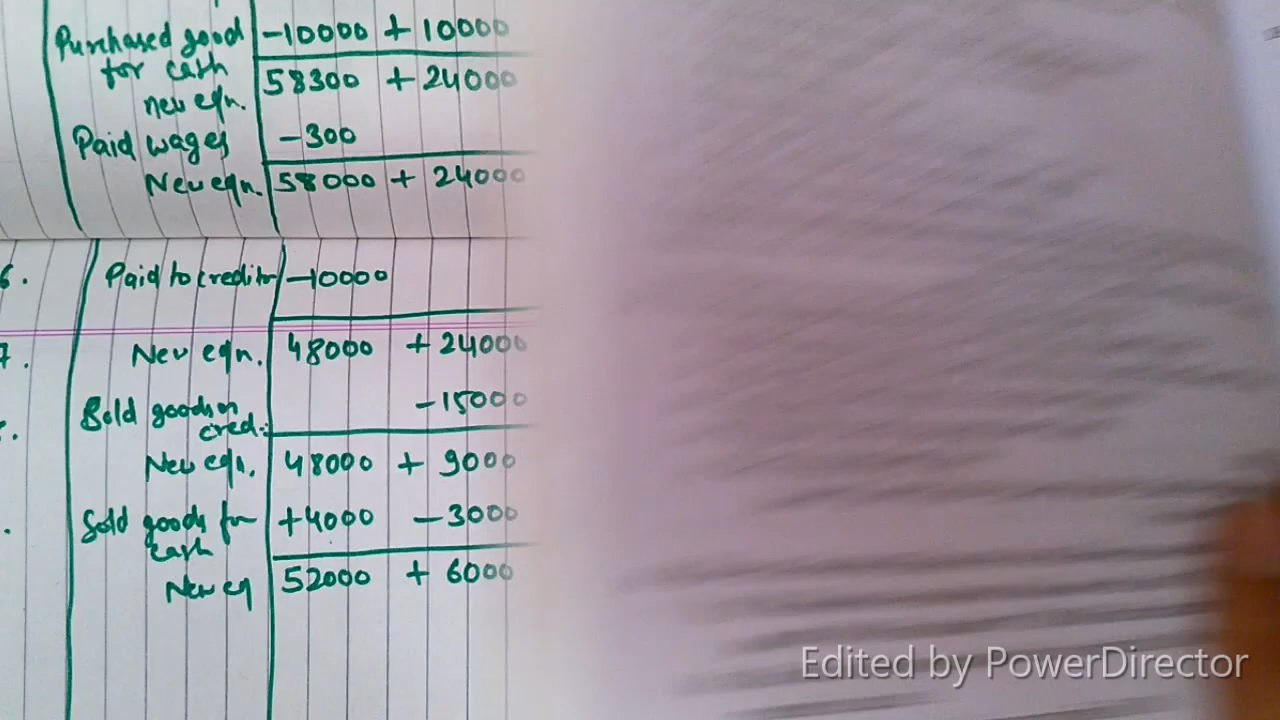 Purchased good -10000 + 10000
for cash
new eqn. 58300 + 24000
Paid wages -300
New eqn. 58000 + 24000
6. Paid to creditor -10000
7. New eqn. 48000 + 24000
Sold goods on -15000
cred.
New eqn. 48000 + 9000
Sold goods for +4000 -3000
cash
New eq 52000 + 6000
Edited by PowerDirector